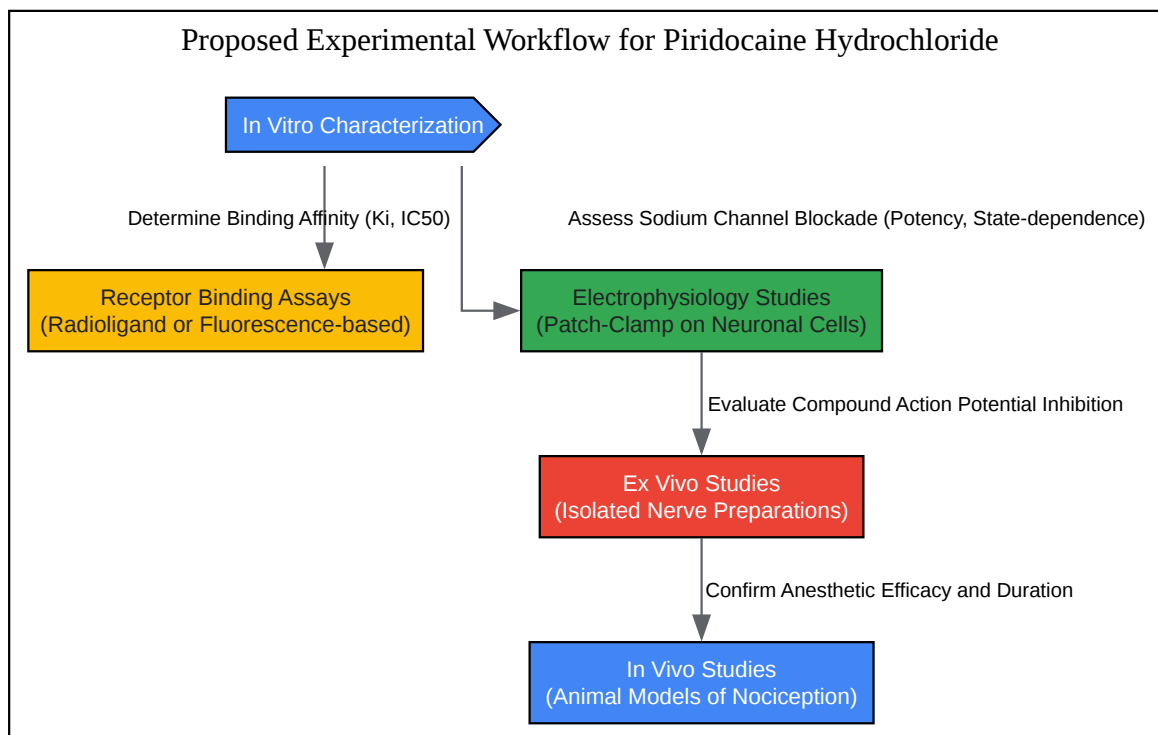 Proposed Experimental Workflow for Piridocaine Hydrochloride
In Vitro Characterization
Determine Binding Affinity (Ki, IC50)
Assess Sodium Channel Blockade (Potency, State-dependence)
Receptor Binding Assays
(Radioligand or Fluorescence-based)
Electrophysiology Studies
(Patch-Clamp on Neuronal Cells)
Evaluate Compound Action Potential Inhibition
Ex Vivo Studies
(Isolated Nerve Preparations)
Confirm Anesthetic Efficacy and Duration
In Vivo Studies
(Animal Models of Nociception)